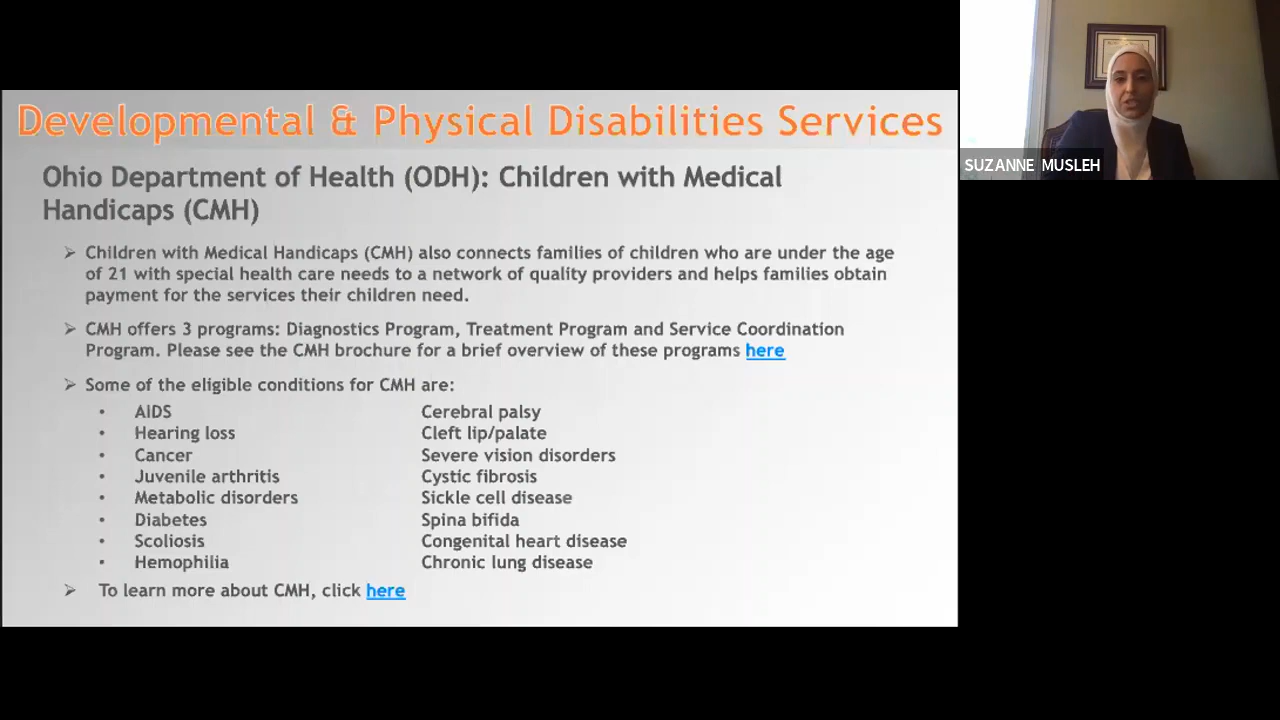 Developmental & Physical Disabilities Services
Ohio Department of Health (ODH): Children with Medical
Handicaps (CMH)
Children with Medical Handicaps (CMH) also connects families of children who are under the age
of 21 with special health care needs to a network of quality providers and helps families obtain
payment for the services their children need.
CMH offers 3 programs: Diagnostics Program, Treatment Program and Service Coordination
Program. Please see the CMH brochure for a brief overview of these programs here
Some of the eligible conditions for CMH are:
• AIDS Cerebral palsy
• Hearing loss Cleft lip/palate
• Cancer Severe vision disorders
• Juvenile arthritis Cystic fibrosis
• Metabolic disorders Sickle cell disease
• Diabetes Spina bifida
• Scoliosis Congenital heart disease
• Hemophilia Chronic lung disease
To learn more about CMH, click here
SUZANNE MUSLEH